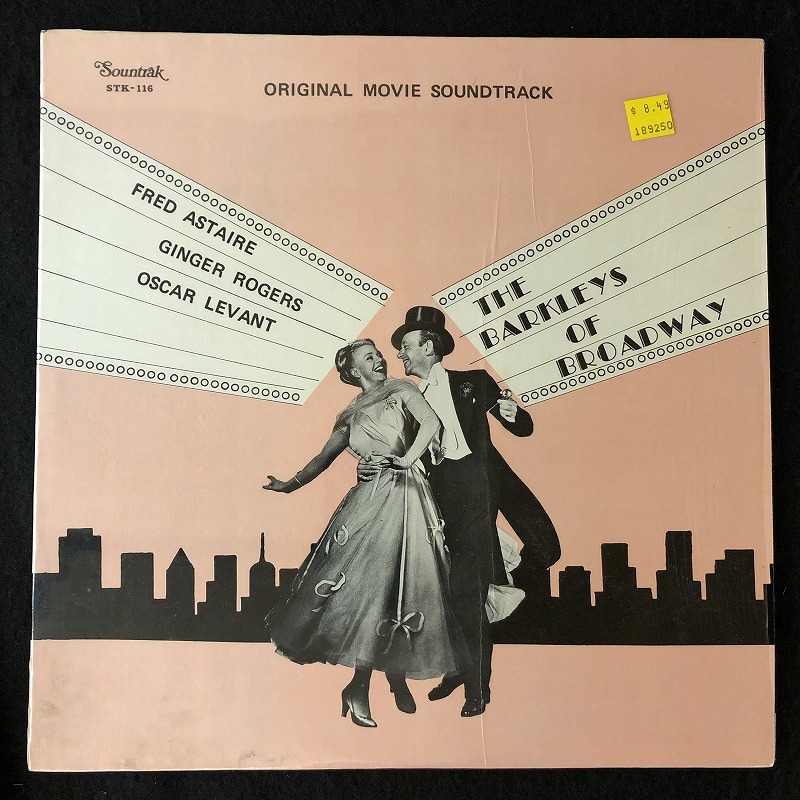 Sountrak
STK-116
ORIGINAL MOVIE SOUNDTRACK
$ 8.49
189250
FRED ASTAIRE
GINGER ROGERS
OSCAR LEVANT
THE
BARKLEYS
OF
BROADWAY